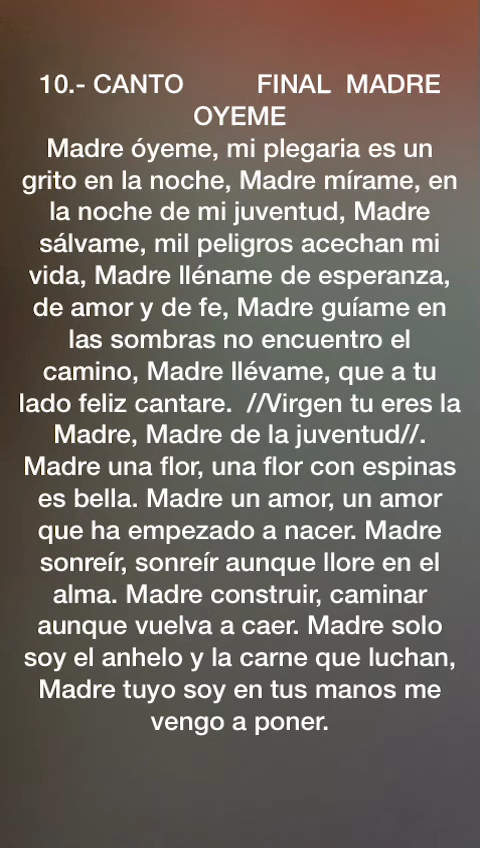 10.- CANTO FINAL MADRE
OYEME
Madre óyeme, mi plegaria es un
grito en la noche, Madre mírame, en
la noche de mi juventud, Madre
sálvame, mil peligros acechan mi
vida, Madre lléname de esperanza,
de amor y de fe, Madre guíame en
las sombras no encuentro el
camino, Madre llévame, que a tu
lado feliz cantare. //Virgen tu eres la
Madre, Madre de la juventud//.
Madre una flor, una flor con espinas
es bella. Madre un amor, un amor
que ha empezado a nacer. Madre
sonreír, sonreír aunque llore en el
alma. Madre construir, caminar
aunque vuelva a caer. Madre solo
soy el anhelo y la carne que luchan,
Madre tuyo soy en tus manos me
vengo a poner.